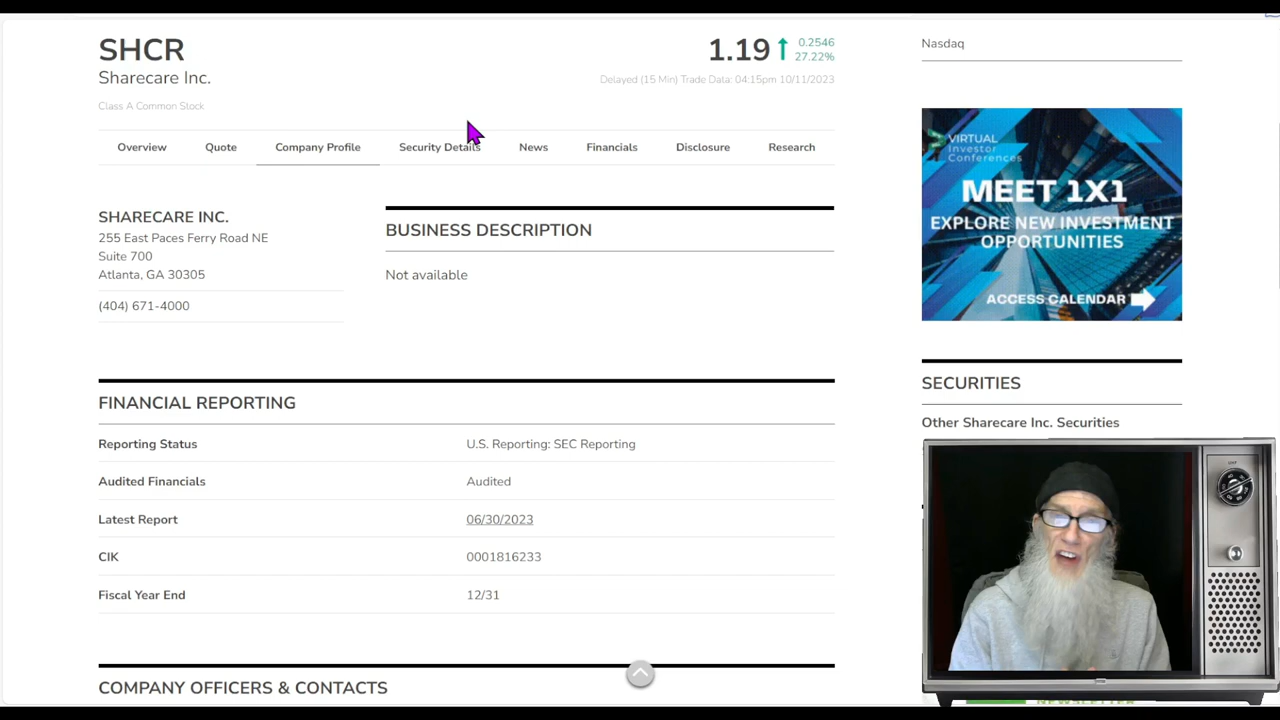 SHCR
Sharecare Inc.
Class A Common Stock
1.19
0.2546
27.22%
Delayed (15 Min) Trade Data: 04:15pm 10/11/2023
Overview
Quote
Company Profile
Security Details
News
Financials
Disclosure
Research
SHARECARE INC.
255 East Paces Ferry Road NE
Suite 700
Atlanta, GA 30305
(404) 671-4000
BUSINESS DESCRIPTION
Not available
FINANCIAL REPORTING
Reporting Status
U.S. Reporting: SEC Reporting
Audited Financials
Audited
Latest Report
06/30/2023
CIK
0001816233
Fiscal Year End
12/31
COMPANY OFFICERS & CONTACTS
Nasdaq
VIRTUAL
Investor
Conferences
MEET 1X1
EXPLORE NEW INVESTMENT
OPPORTUNITIES
ACCESS CALENDAR
SECURITIES
Other Sharecare Inc. Securities
NEWSLETTER